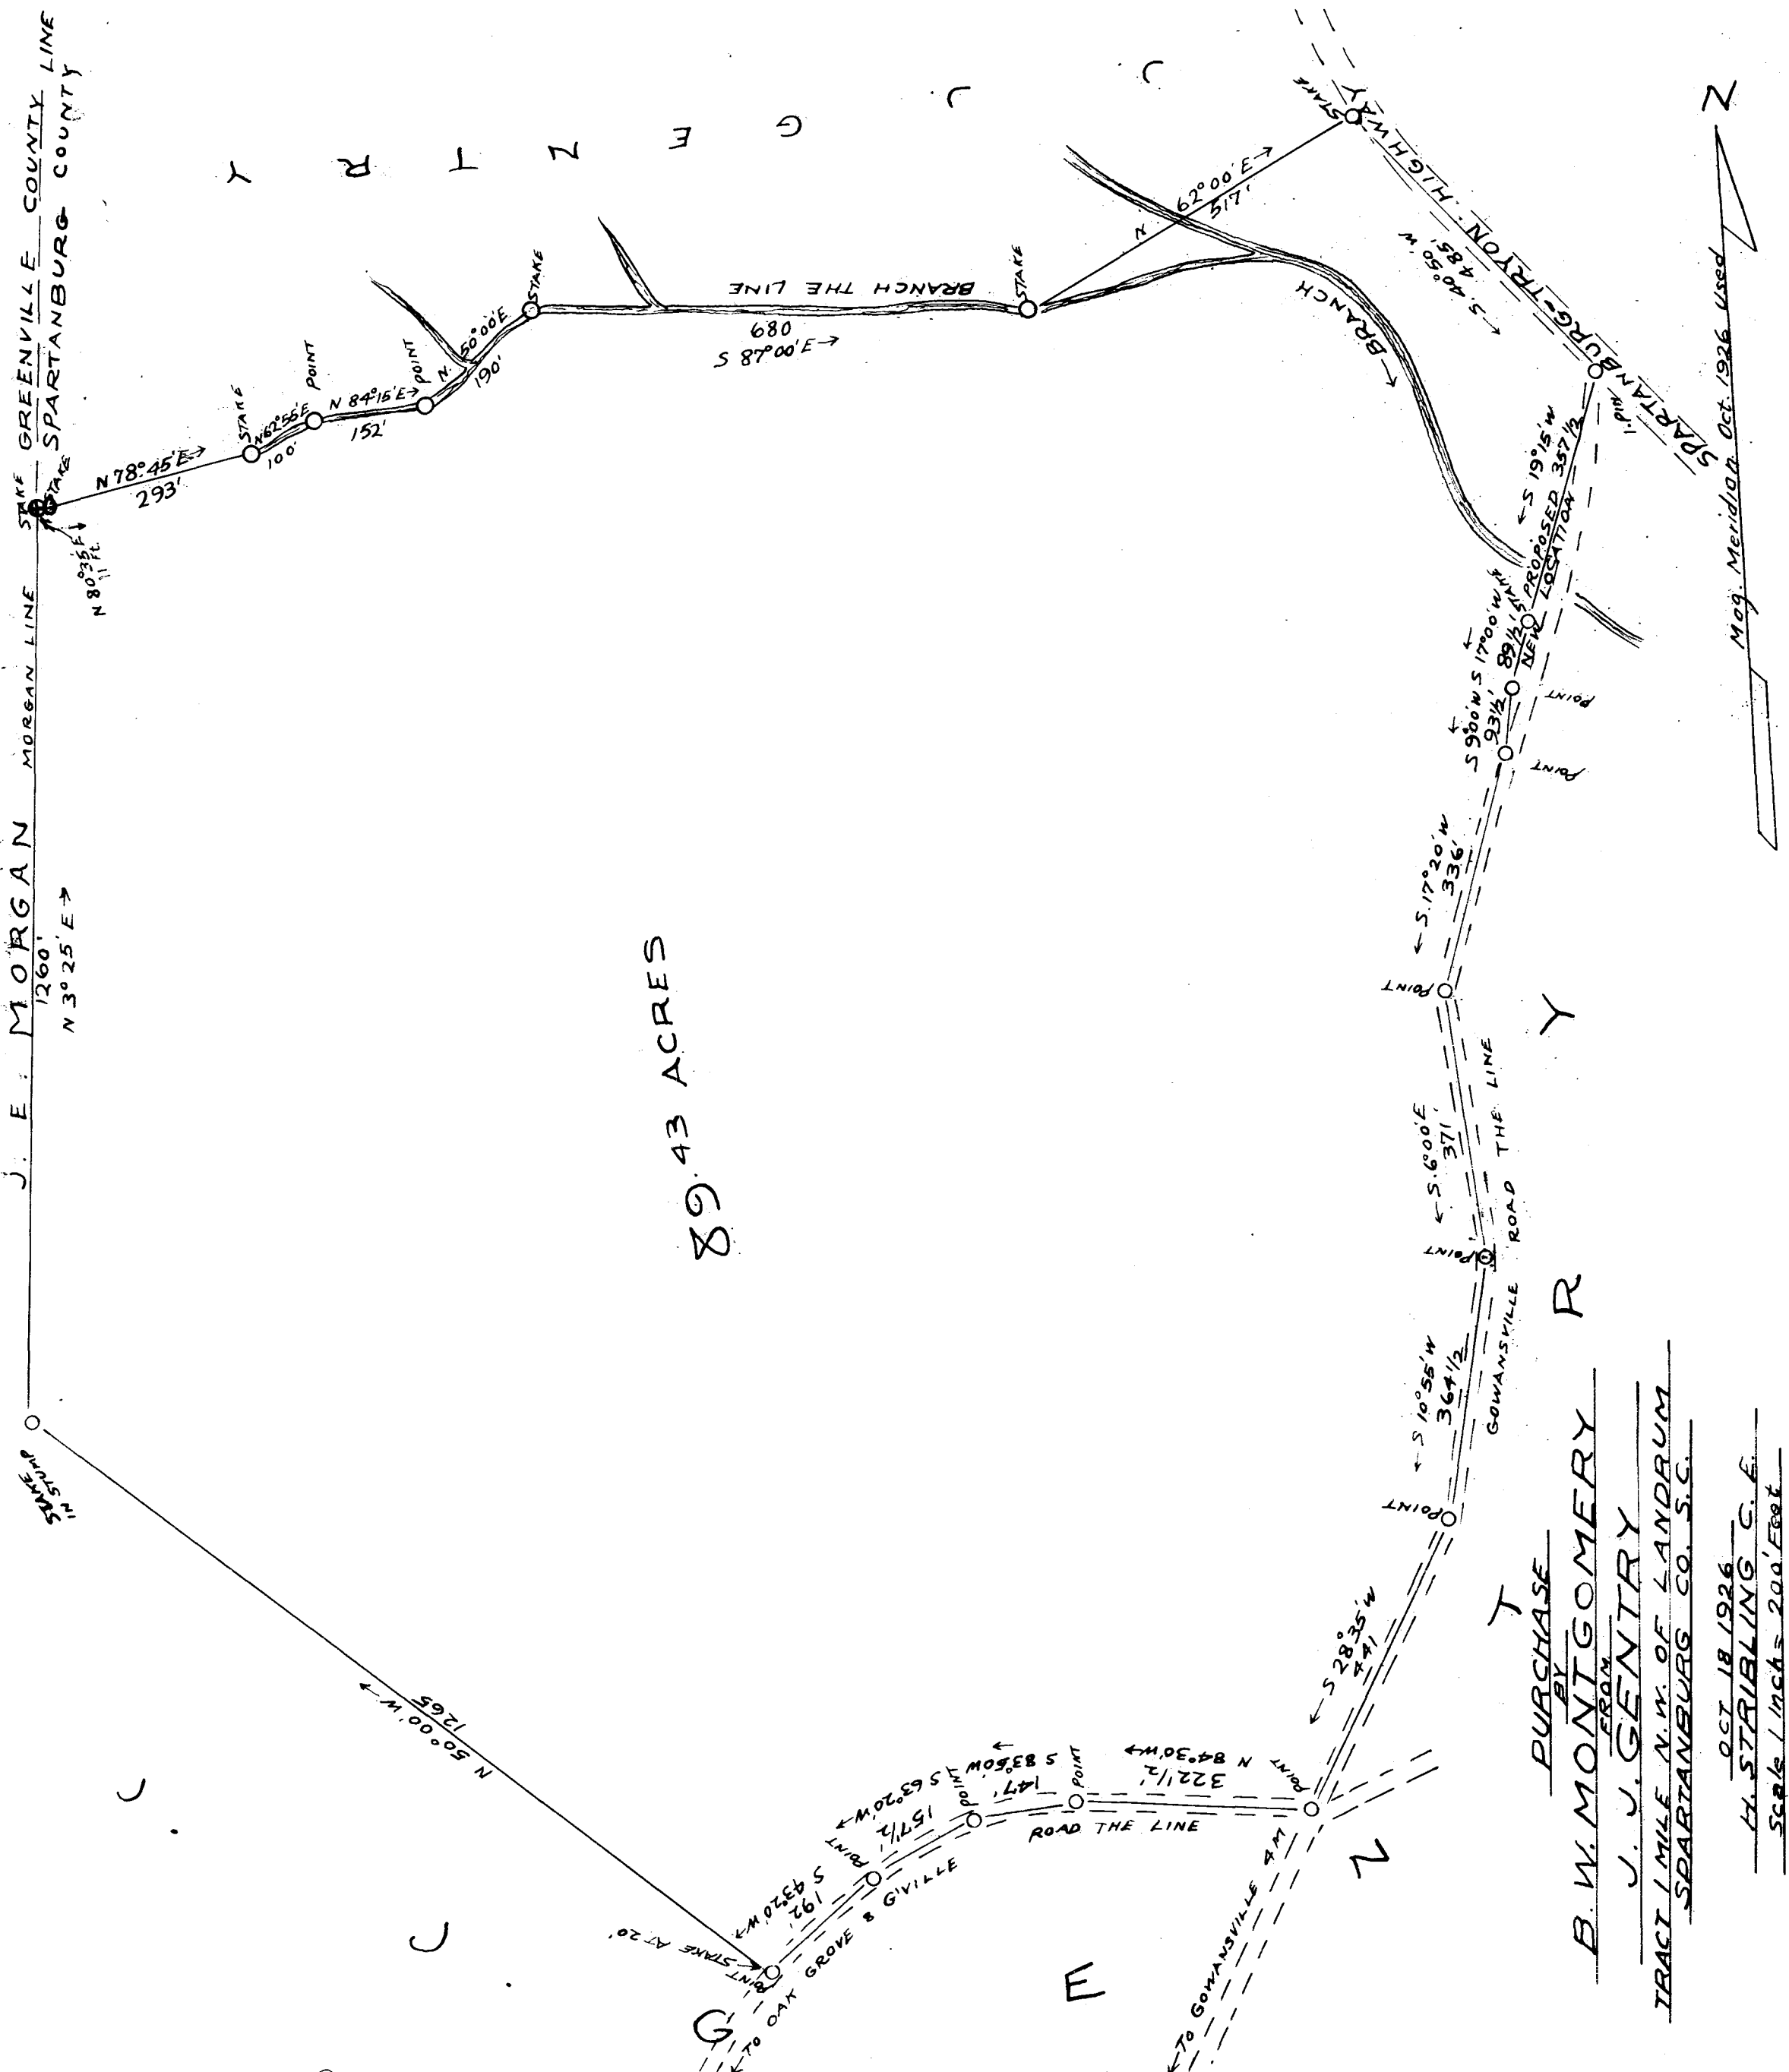 GREENVILLE COUNTY LINE
SPARTANBURG COUNTY LINE
STAKE
STAKE
MORGAN LINE
J. E. MORGAN
1260'
N 3° 25' E →
N 80° 35' E
11 Ft.
N 78° 45' E →
293'
STAKE
N 62° 55' E
100'
POINT
N 84° 15' E →
152'
POINT
N. 50° 00' E
190'
STAKE
BRANCH THE LINE
680
S 87° 00' E →
STAKE
J. J. GENTRY
N 62° 00' E →
517'
STAKE
SPARTANBURG-TRYON HIGHWAY
S. 40° 50' W
485'
BRANCH →
I. PIN
← S 19° 15' W
PROPOSED 357 1/2
NEW LOCATION
STAKE
S 17° 00' W
89 1/2'
POINT
S 9° 00' W
93 1/2'
POINT
← S. 17° 20' W
336'
POINT
← S. 6° 00' E
371'
POINT
GOWANSVILLE ROAD THE LINE
← S 10° 55' W
364 1/2
POINT
← S 28° 35' W
441
POINT
N 84° 30' W →
322 1/2'
POINT
ROAD THE LINE
S 83° 50' W
147'
POINT
S 63° 20' W →
157 1/2'
POINT
S 43° 20' W →
192'
POINT
STAKE AT 20'
← TO OAK GROVE & G'VILLE
← TO GOWANSVILLE 4 M
N 50° 00' W →
1265
STAKE
IN STUMP
89.43 ACRES
J. J. GENTRY
Mag. Meridian Oct. 1926 Used
N
PURCHASE
BY
B. W. MONTGOMERY
FROM
J. J. GENTRY
TRACT 1 MILE N.W. OF LANDRUM
SPARTANBURG CO. S.C.
OCT 18 1926
H. STRIBLING C. E.
Scale 1 inch = 200' Feet